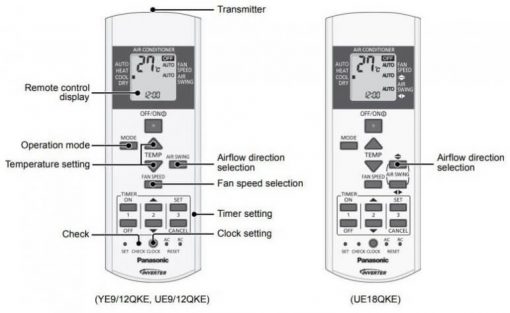 Transmitter
AIR CONDITIONER
AUTO
HEAT
COOL
DRY
27°C
OFF
AUTO
AUTO
FAN SPEED
AIR SWING
12:00
Remote control
display
OFF/ON
Operation mode
MODE
Temperature setting
TEMP
AIR SWING
Airflow direction
selection
FAN SPEED
Fan speed selection
TIMER
ON
SET
1 2 3
Timer setting
OFF
CANCEL
Check
Clock setting
SET CHECK CLOCK AC RC
RESET
Panasonic
INVERTER
(YE9/12QKE, UE9/12QKE)
AIR CONDITIONER
AUTO
HEAT
COOL
DRY
27°C
OFF
AUTO
AUTO
AUTO
FAN
SPEED
AIR
SWING
12:00
OFF/ON
MODE
TEMP
Airflow direction
selection
FAN SPEED
AIR SWING
TIMER
ON
SET
1 2 3
OFF
CANCEL
SET CHECK CLOCK AC RC
RESET
Panasonic
INVERTER
(UE18QKE)